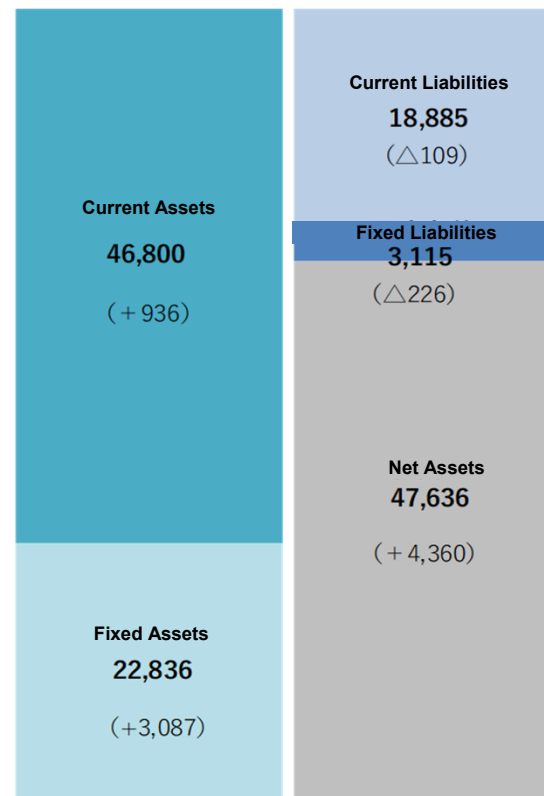 Current Assets
46,800
(+936)
Fixed Assets
22,836
(+3,087)
Current Liabilities
18,885
(△109)
Fixed Liabilities
3,115
(△226)
Net Assets
47,636
(+4,360)